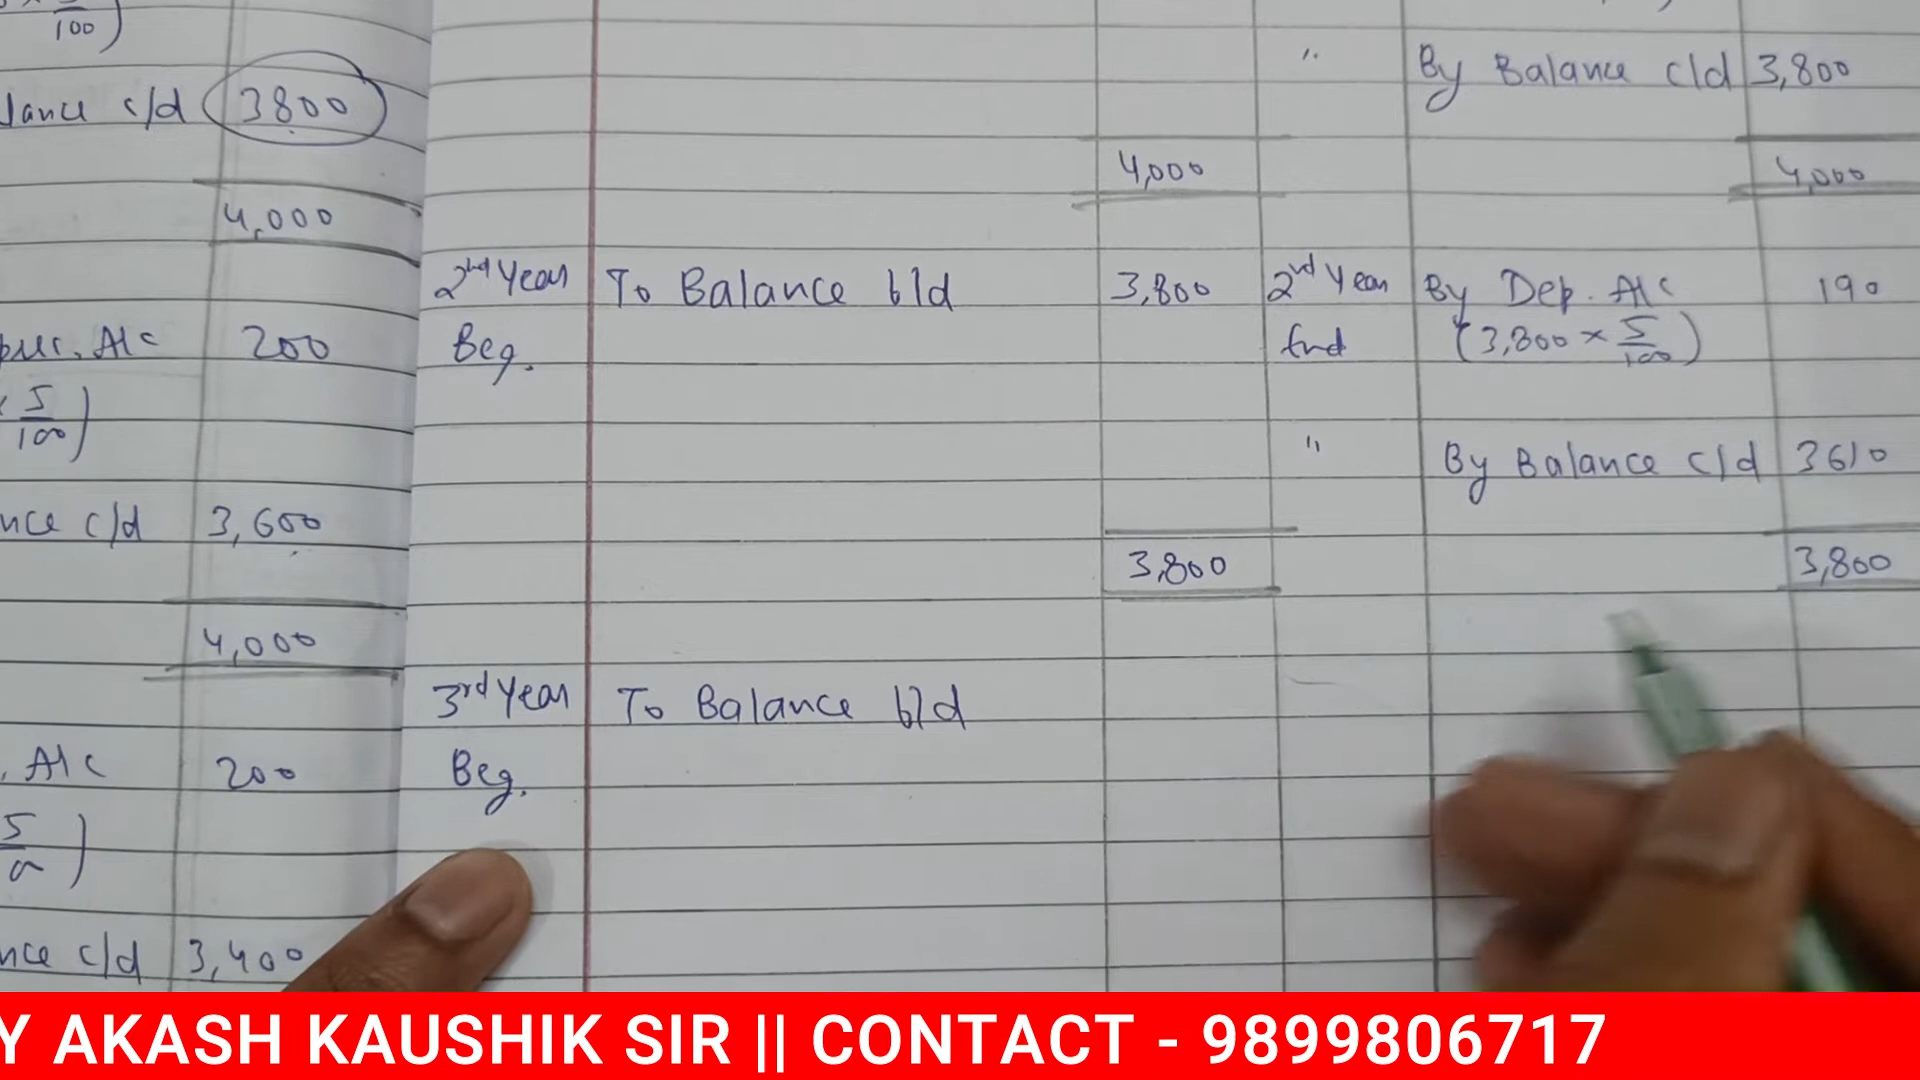 100)
lance c/d 3800
4,000
A/c 200
5
100)
nce c/d 3,600
4,000
. A/c 200
5
)
nce c/d 3,400
" By Balance c/d 3,800
4,000 4,000
2nd Year To Balance b/d 3,800 2nd Year By Dep. A/c 190
Beg. End (3,800 × 5/100)
" By Balance c/d 3610
3,800 3,800
3rd Year To Balance b/d
Beg.
Y AKASH KAUSHIK SIR || CONTACT - 9899806717